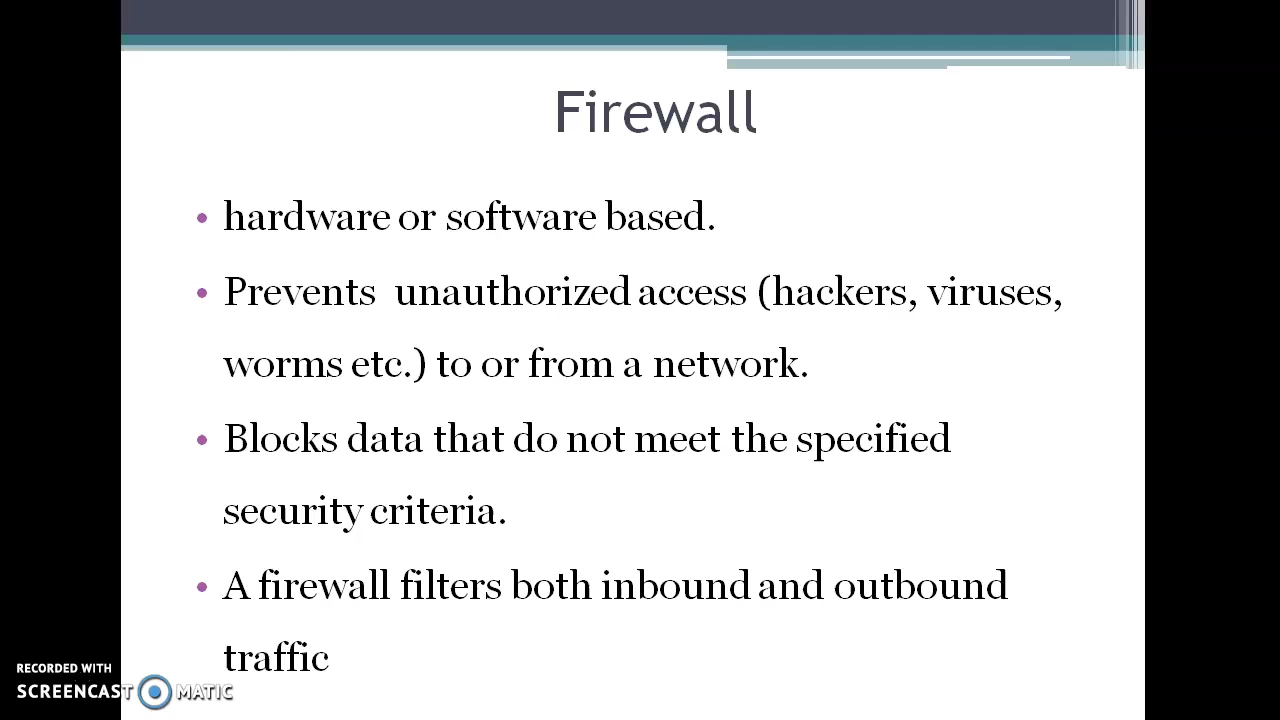 Firewall
• hardware or software based.
• Prevents  unauthorized access (hackers, viruses,
worms etc.) to or from a network.
• Blocks data that do not meet the specified
security criteria.
• A firewall filters both inbound and outbound
traffic
RECORDED WITH
SCREENCAST MATIC